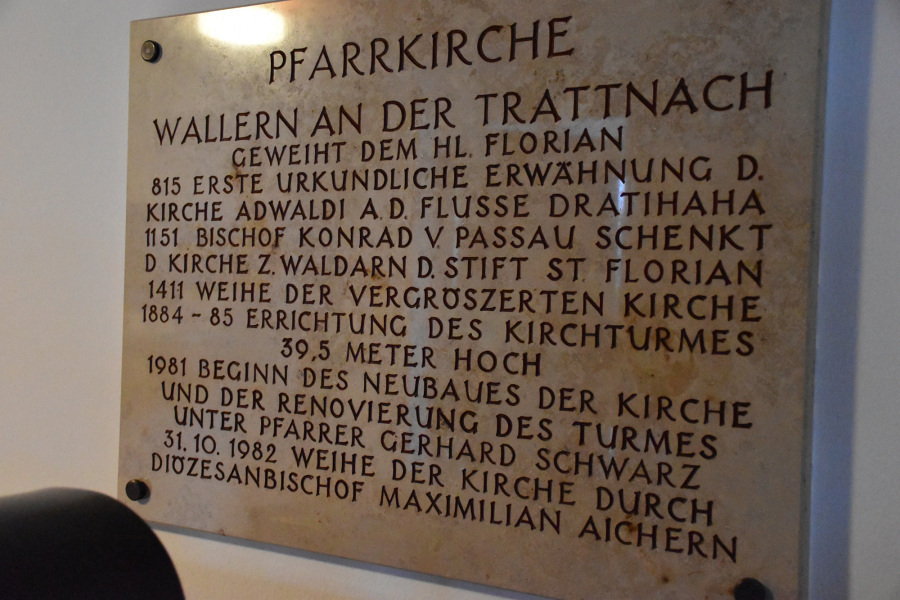 PFARRKIRCHE
WALLERN AN DER TRATTNACH
GEWEIHT DEM HL. FLORIAN
815 ERSTE URKUNDLICHE ERWÄHNUNG D.
KIRCHE ADWALDI A. D. FLUSSE DRATIHAHA
1151 BISCHOF KONRAD V. PASSAU SCHENKT
D KIRCHE Z. WALDARN D. STIFT ST. FLORIAN
1411 WEIHE DER VERGRÖSZERTEN KIRCHE
1884 - 85 ERRICHTUNG DES KIRCHTURMES
39,5 METER HOCH
1981 BEGINN DES NEUBAUES DER KIRCHE
UND DER RENOVIERUNG DES TURMES
UNTER PFARRER GERHARD SCHWARZ
31. 10. 1982 WEIHE DER KIRCHE DURCH
DIÖZESANBISCHOF MAXIMILIAN AICHERN